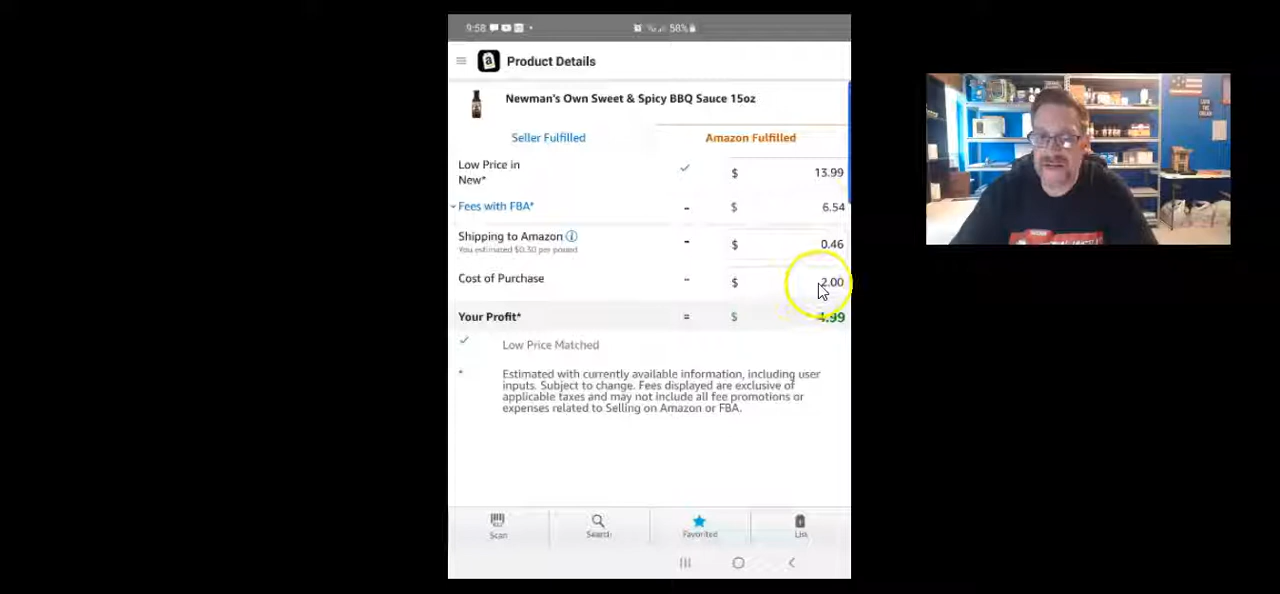 9:58 58%
Product Details
Newman's Own Sweet & Spicy BBQ Sauce 15oz
Seller Fulfilled Amazon Fulfilled
Low Price in
New* $ 13.99
Fees with FBA* - $ 6.54
Shipping to Amazon - $ 0.46
You estimated $0.30 per pound
Cost of Purchase - $ 2.00
Your Profit* = $ 4.99
Low Price Matched
* Estimated with currently available information, including user
inputs. Subject to change. Fees displayed are exclusive of
applicable taxes and may not include all fee promotions or
expenses related to Selling on Amazon or FBA.
Scan Search Favorited List